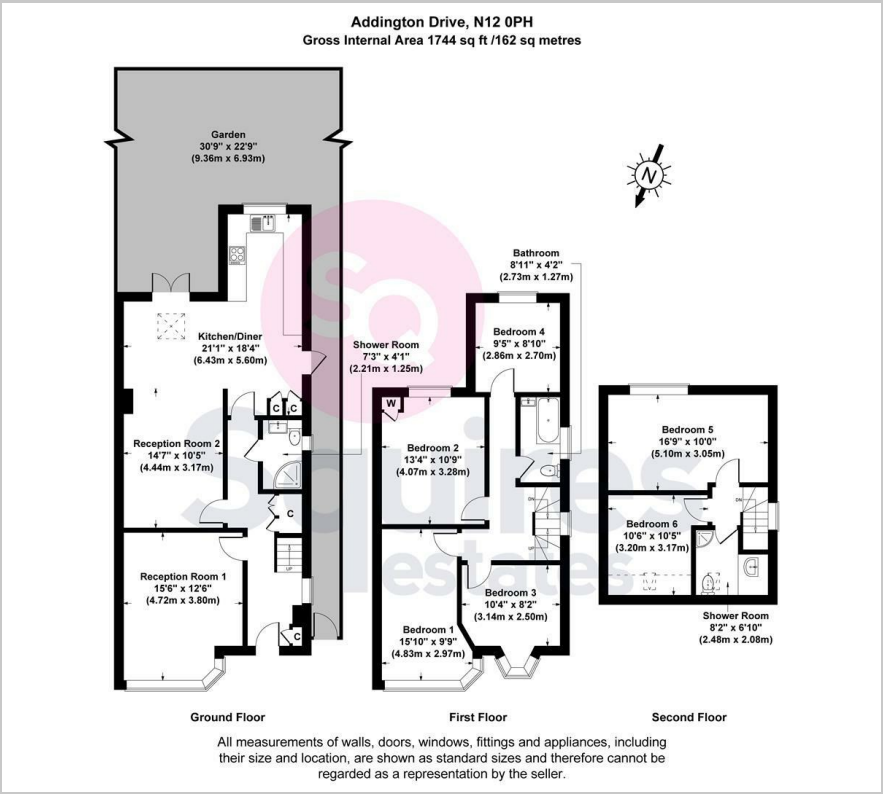 Addington Drive, N12 0PH
Gross Internal Area 1744 sq ft /162 sq metres
Garden
30'9" x 22'9"
(9.36m x 6.93m)
N
Kitchen/Diner
21'1" x 18'4"
(6.43m x 5.60m)
C
C
Reception Room 2
14'7" x 10'5"
(4.44m x 3.17m)
Shower Room
7'3" x 4'1"
(2.21m x 1.25m)
C
Reception Room 1
15'6" x 12'6"
(4.72m x 3.80m)
UP
C
Ground Floor
Bathroom
8'11" x 4'2"
(2.73m x 1.27m)
Bedroom 4
9'5" x 8'10"
(2.86m x 2.70m)
W
Bedroom 2
13'4" x 10'9"
(4.07m x 3.28m)
DN
UP
Bedroom 3
10'4" x 8'2"
(3.14m x 2.50m)
Bedroom 1
15'10" x 9'9"
(4.83m x 2.97m)
First Floor
Bedroom 5
16'9" x 10'0"
(5.10m x 3.05m)
DN
Bedroom 6
10'6" x 10'5"
(3.20m x 3.17m)
Shower Room
8'2" x 6'10"
(2.48m x 2.08m)
Second Floor
SQ
Squires
estates
All measurements of walls, doors, windows, fittings and appliances, including
their size and location, are shown as standard sizes and therefore cannot be
regarded as a representation by the seller.